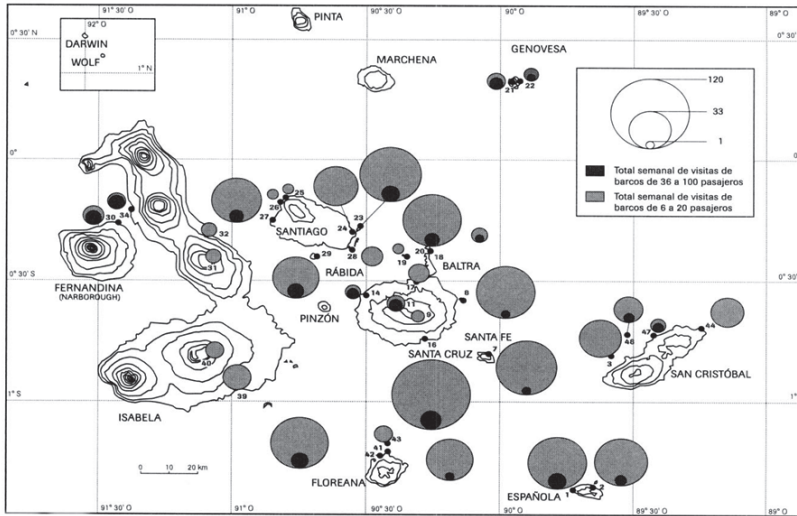 91° 30' O
91° O
90° 30' O
90° O
89° 30' O
89° O
92° O
DARWIN
WOLF
1° N
0° 30' N
PINTA
MARCHENA
GENOVESA
21
22
120
33
1
Total semanal de visitas de
barcos de 36 a 100 pasajeros
Total semanal de visitas de
barcos de 6 a 20 pasajeros
0°
0°
30
34
32
31
25
26
27
SANTIAGO
24
23
28
29
RÁBIDA
19
20
18
BALTRA
17
FERNANDINA
(NARBOROUGH)
0° 30' S
0° 30' S
PINZÓN
14
11
9
6
16
SANTA CRUZ
SANTA FE
7
3
46
47
44
SAN CRISTÓBAL
40
39
ISABELA
1° S
1° S
0 10 20 km
43
41
42
FLOREANA
ESPAÑOLA
1
2
91° 30' O
91° O
90° 30' O
90° O
89° 30' O
89° O